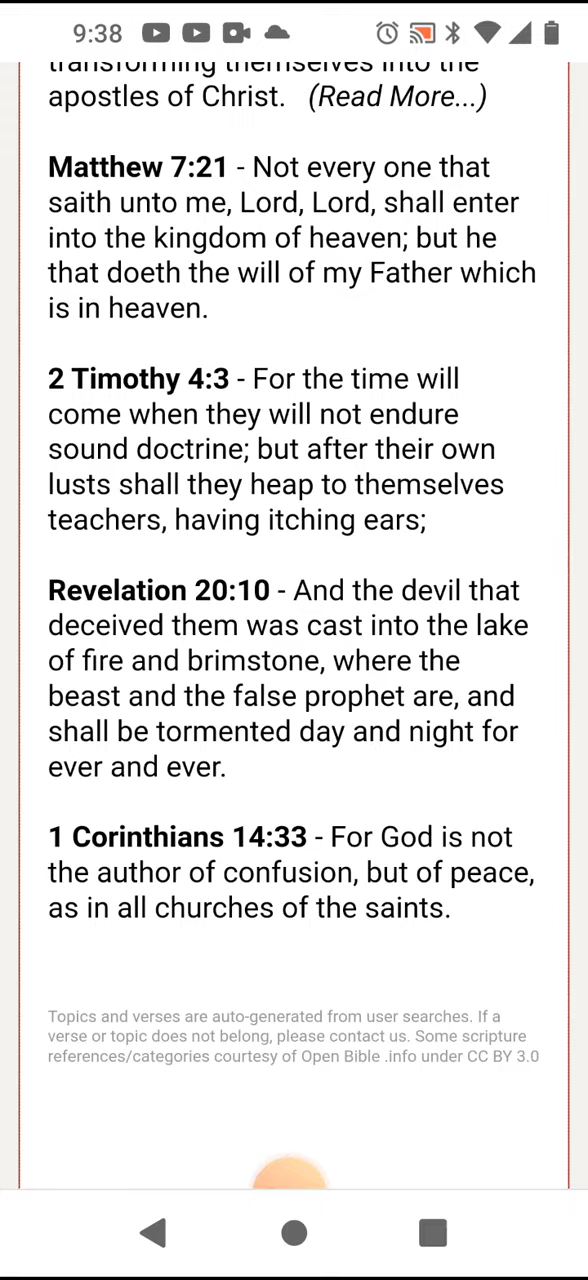 9:38
transforming themselves into the
apostles of Christ.   (Read More...)
Matthew 7:21 - Not every one that
saith unto me, Lord, Lord, shall enter
into the kingdom of heaven; but he
that doeth the will of my Father which
is in heaven.
2 Timothy 4:3 - For the time will
come when they will not endure
sound doctrine; but after their own
lusts shall they heap to themselves
teachers, having itching ears;
Revelation 20:10 - And the devil that
deceived them was cast into the lake
of fire and brimstone, where the
beast and the false prophet are, and
shall be tormented day and night for
ever and ever.
1 Corinthians 14:33 - For God is not
the author of confusion, but of peace,
as in all churches of the saints.
Topics and verses are auto-generated from user searches. If a
verse or topic does not belong, please contact us. Some scripture
references/categories courtesy of Open Bible .info under CC BY 3.0